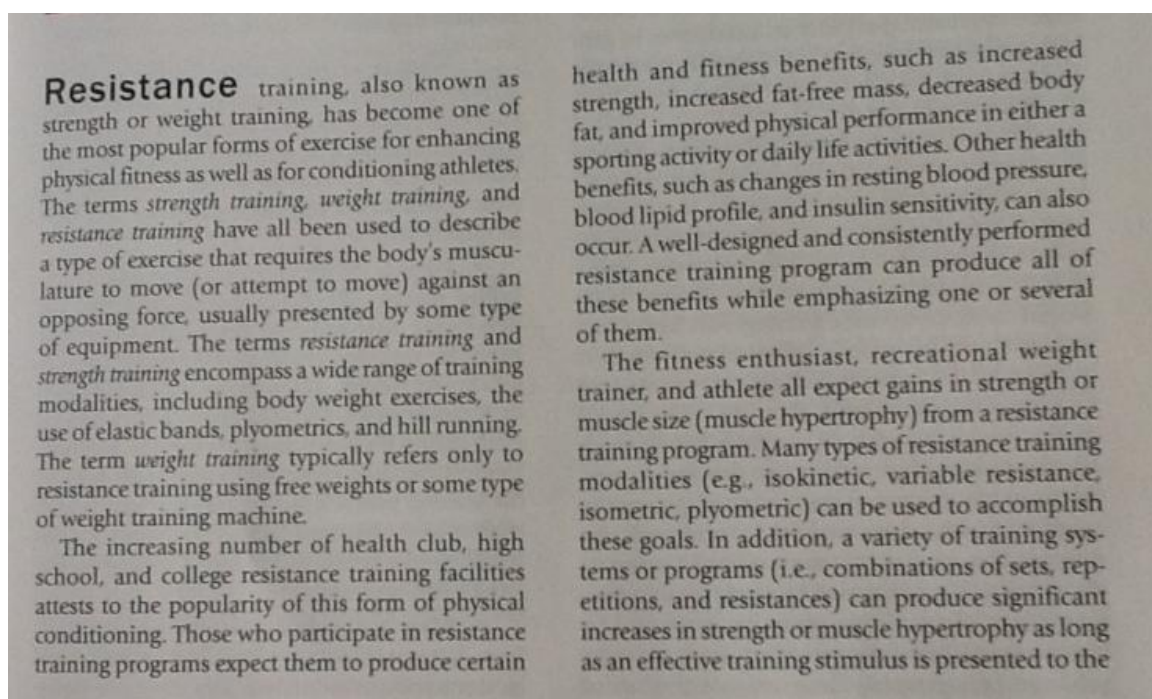 Resistance training, also known as
strength or weight training, has become one of
the most popular forms of exercise for enhancing
physical fitness as well as for conditioning athletes.
The terms strength training, weight training, and
resistance training have all been used to describe
a type of exercise that requires the body's muscu-
lature to move (or attempt to move) against an
opposing force, usually presented by some type
of equipment. The terms resistance training and
strength training encompass a wide range of training
modalities, including body weight exercises, the
use of elastic bands, plyometrics, and hill running.
The term weight training typically refers only to
resistance training using free weights or some type
of weight training machine.
The increasing number of health club, high
school, and college resistance training facilities
attests to the popularity of this form of physical
conditioning. Those who participate in resistance
training programs expect them to produce certain
health and fitness benefits, such as increased
strength, increased fat-free mass, decreased body
fat, and improved physical performance in either a
sporting activity or daily life activities. Other health
benefits, such as changes in resting blood pressure,
blood lipid profile, and insulin sensitivity, can also
occur. A well-designed and consistently performed
resistance training program can produce all of
these benefits while emphasizing one or several
of them.
The fitness enthusiast, recreational weight
trainer, and athlete all expect gains in strength or
muscle size (muscle hypertrophy) from a resistance
training program. Many types of resistance training
modalities (e.g., isokinetic, variable resistance,
isometric, plyometric) can be used to accomplish
these goals. In addition, a variety of training sys-
tems or programs (i.e., combinations of sets, rep-
etitions, and resistances) can produce significant
increases in strength or muscle hypertrophy as long
as an effective training stimulus is presented to the